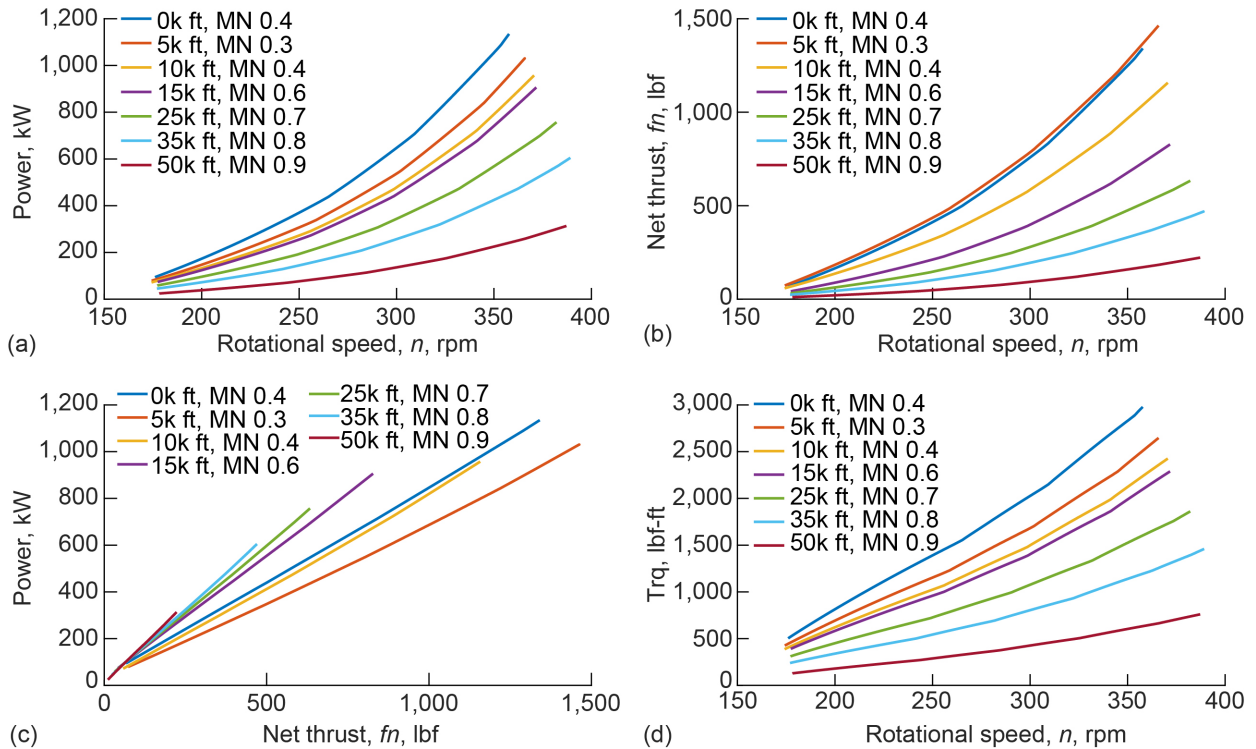 1,200
1,000
800
600
400
200
0
Power, kW
0k ft, MN 0.4
5k ft, MN 0.3
10k ft, MN 0.4
15k ft, MN 0.6
25k ft, MN 0.7
35k ft, MN 0.8
50k ft, MN 0.9
150 200 250 300 350 400
(a) Rotational speed, n, rpm
1,500
1,000
500
0
Net thrust, fn, lbf
0k ft, MN 0.4
5k ft, MN 0.3
10k ft, MN 0.4
15k ft, MN 0.6
25k ft, MN 0.7
35k ft, MN 0.8
50k ft, MN 0.9
150 200 250 300 350 400
(b) Rotational speed, n, rpm
1,200
1,000
800
600
400
200
0
Power, kW
0k ft, MN 0.4
5k ft, MN 0.3
10k ft, MN 0.4
15k ft, MN 0.6
25k ft, MN 0.7
35k ft, MN 0.8
50k ft, MN 0.9
0 500 1,000 1,500
(c) Net thrust, fn, lbf
3,000
2,500
2,000
1,500
1,000
500
0
Trq, lbf-ft
0k ft, MN 0.4
5k ft, MN 0.3
10k ft, MN 0.4
15k ft, MN 0.6
25k ft, MN 0.7
35k ft, MN 0.8
50k ft, MN 0.9
150 200 250 300 350 400
(d) Rotational speed, n, rpm